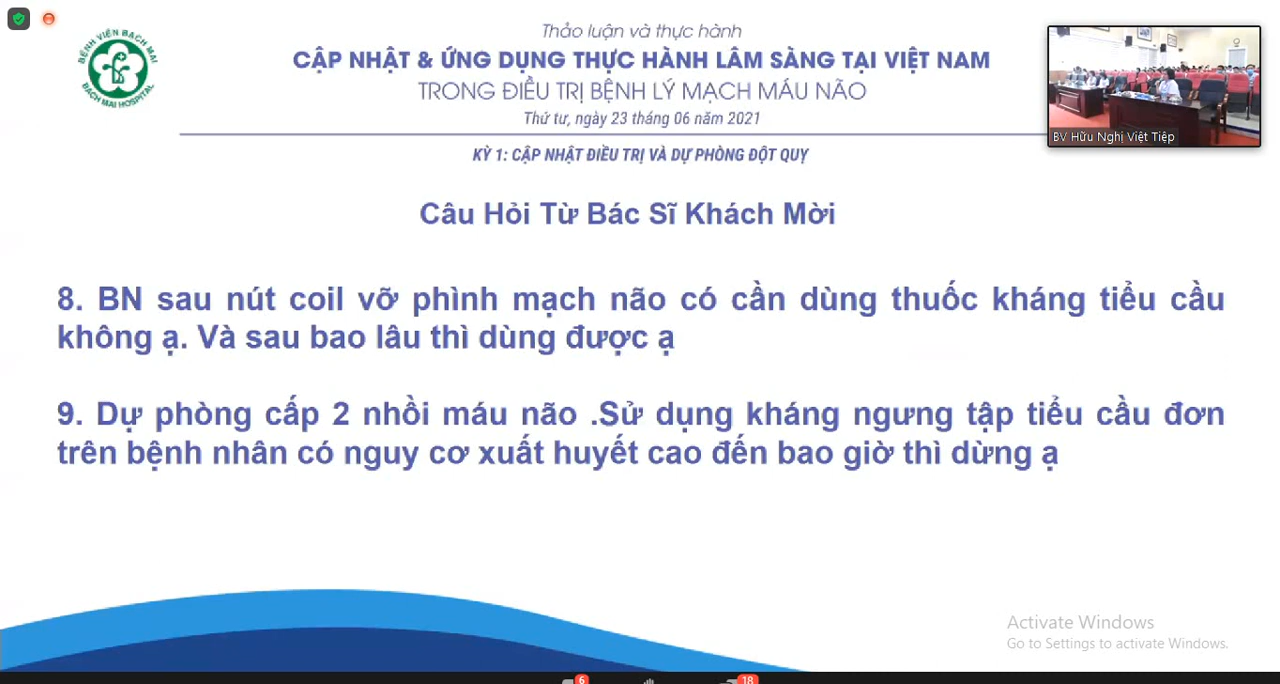 BỆNH VIỆN BẠCH MAI
BACH MAI HOSPITAL
Thảo luận và thực hành
CẬP NHẬT & ỨNG DỤNG THỰC HÀNH LÂM SÀNG TẠI VIỆT NAM
TRONG ĐIỀU TRỊ BỆNH LÝ MẠCH MÁU NÃO
Thứ tư, ngày 23 tháng 06 năm 2021
BV Hữu Nghị Việt Tiệp
KỲ 1: CẬP NHẬT ĐIỀU TRỊ VÀ DỰ PHÒNG ĐỘT QUỴ
Câu Hỏi Từ Bác Sĩ Khách Mời
8. BN sau nút coil vỡ phình mạch não có cần dùng thuốc kháng tiểu cầu
không ạ. Và sau bao lâu thì dùng được ạ
9. Dự phòng cấp 2 nhồi máu não .Sử dụng kháng ngưng tập tiểu cầu đơn
trên bệnh nhân có nguy cơ xuất huyết cao đến bao giờ thì dừng ạ
Activate Windows
Go to Settings to activate Windows.
6
18